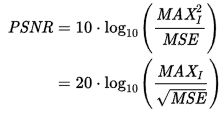 PSNR = 10 · log₁₀(MAX_I² / MSE)
= 20 · log₁₀(MAX_I / √MSE)